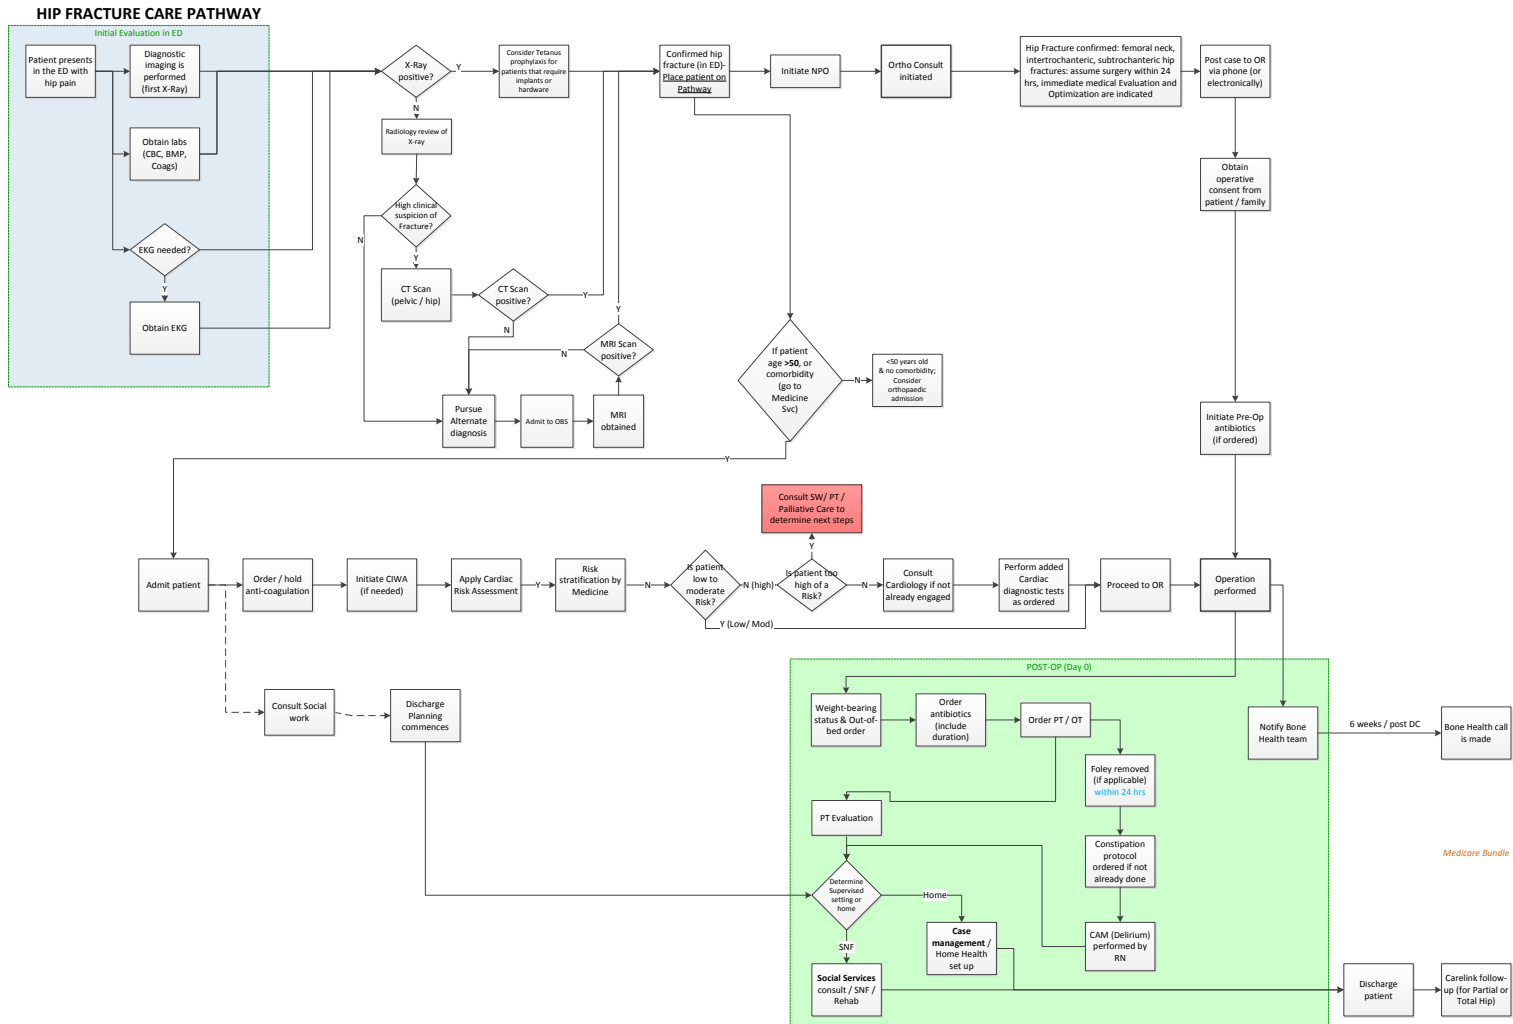 HIP FRACTURE CARE PATHWAY
Initial Evaluation in ED
Patient presents
in the ED with
hip pain
Diagnostic
imaging is
performed
(first X-Ray)
Obtain labs
(CBC, BMP,
Coags)
EKG needed?
Y
Obtain EKG
X-Ray
positive?
Y
N
Consider Tetanus
prophylaxis for
patients that require
implants or
hardware
Radiology review of
X-ray
High clinical
suspicion of
Fracture?
N
Y
CT Scan
(pelvic / hip)
CT Scan
positive?
Y
N
MRI Scan
positive?
Y
N
Pursue
Alternate
diagnosis
Admit to OBS
MRI
obtained
Confirmed hip
fracture (in ED)-
Place patient on
Pathway
Initiate NPO
Ortho Consult
initiated
Hip Fracture confirmed: femoral neck,
intertrochanteric, subtrochanteric hip
fractures: assume surgery within 24
hrs, immediate medical Evaluation and
Optimization are indicated
Post case to OR
via phone (or
electronically)
Obtain
operative
consent from
patient / family
If patient
age >50, or
comorbidity
(go to
Medicine
Svc)
N
<50 years old
& no comorbidity;
Consider
orthopaedic
admission
Y
Initiate Pre-Op
antibiotics
(if ordered)
Consult SW/ PT /
Palliative Care to
determine next steps
Y
Admit patient
Order / hold
anti-coagulation
Initiate CIWA
(if needed)
Apply Cardiac
Risk Assessment
Y
Risk
stratification by
Medicine
N
Is patient
low to
moderate
Risk?
N (high)
Y (Low/ Mod)
Is patient too
high of a
Risk?
N
Consult
Cardiology if not
already engaged
Perform added
Cardiac
diagnostic tests
as ordered
Proceed to OR
Operation
performed
Consult Social
work
Discharge
Planning
commences
POST-OP (Day 0)
Weight-bearing
status & Out-of-
bed order
Order
antibiotics
(include
duration)
Order PT / OT
Notify Bone
Health team
6 weeks / post DC
Bone Health call
is made
Foley removed
(if applicable)
within 24 hrs
PT Evaluation
Constipation
protocol
ordered if not
already done
Medicare Bundle
Determine
Supervised
setting or
home
Home
SNF
Case
management /
Home Health
set up
CAM (Delirium)
performed by
RN
Social Services
consult / SNF /
Rehab
Discharge
patient
Carelink follow-
up (for Partial or
Total Hip)